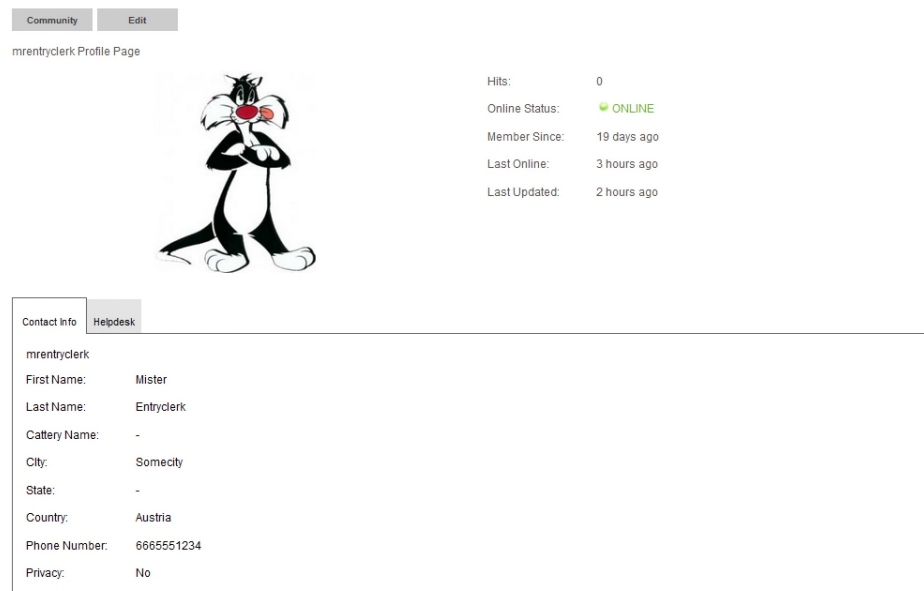 Community Edit
mrentryclerk Profile Page
Hits: 0
Online Status: ONLINE
Member Since: 19 days ago
Last Online: 3 hours ago
Last Updated: 2 hours ago
Contact Info Helpdesk
mrentryclerk
First Name: Mister
Last Name: Entryclerk
Cattery Name: -
CIty: Somecity
State: -
Country: Austria
Phone Number: 6665551234
Privacy: No